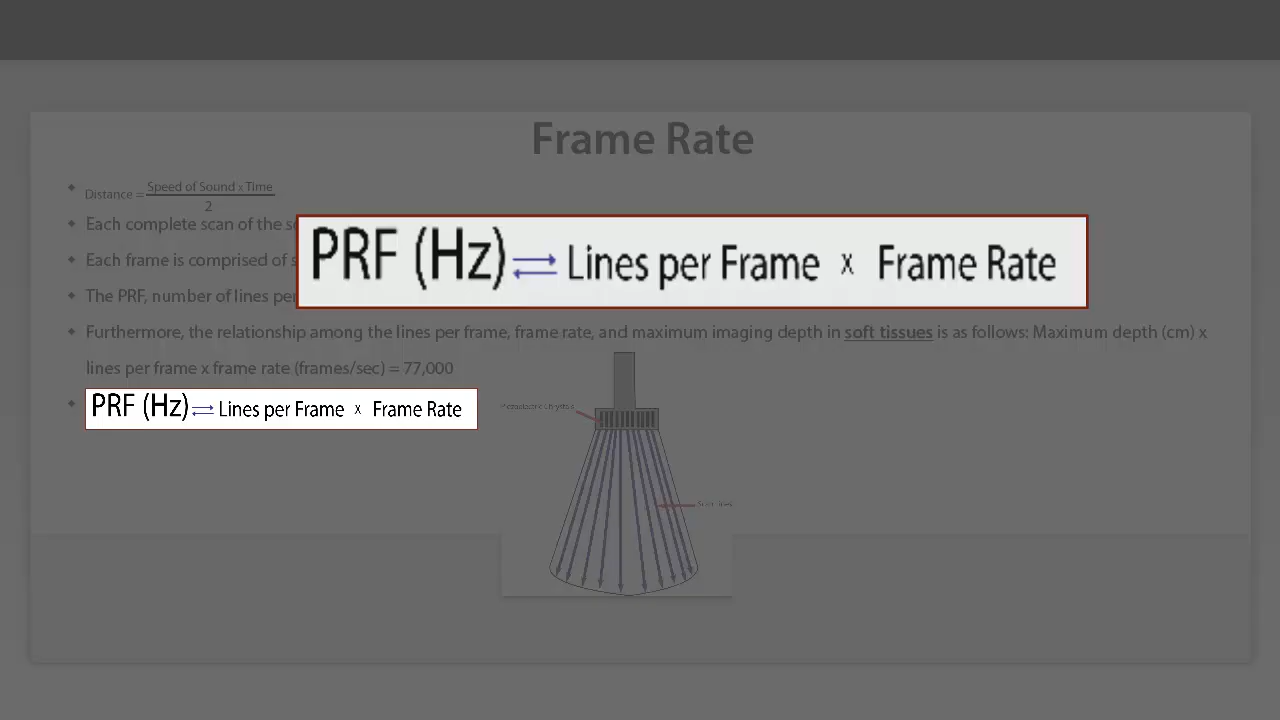 Frame Rate
Distance = Speed of Sound x Time
2
Each complete scan of the
PRF (Hz) ⇄ Lines per Frame x Frame Rate
Each frame is comprised of
The PRF, number of lines per
Furthermore, the relationship among the lines per frame, frame rate, and maximum imaging depth in soft tissues is as follows: Maximum depth (cm) x
lines per frame x frame rate (frames/sec) = 77,000
PRF (Hz) ⇄ Lines per Frame x Frame Rate